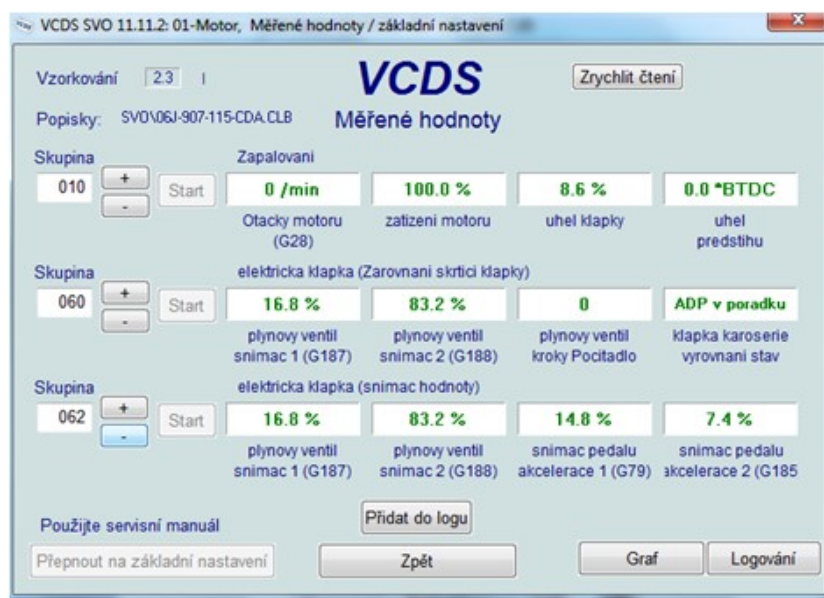 VCDS SVO 11.11.2: 01-Motor, Měřené hodnoty / základní nastavení
Vzorkování 2.3 I
VCDS
Zrychlit čtení
Popisky: SVO\06J-907-115-CDA.CLB
Měřené hodnoty
Skupina
Zapalovani
010
+
-
Start
0 /min
100.0 %
8.6 %
0.0 °BTDC
Otacky motoru
(G28)
zatizeni motoru
uhel klapky
uhel
predstihu
Skupina
elektricka klapka (Zarovnani skrtici klapky)
060
+
-
Start
16.8 %
83.2 %
0
ADP v poradku
plynovy ventil
snimac 1 (G187)
plynovy ventil
snimac 2 (G188)
plynovy ventil
kroky Pocitadlo
klapka karoserie
vyrovnani stav
Skupina
elektricka klapka (snimac hodnoty)
062
+
-
Start
16.8 %
83.2 %
14.8 %
7.4 %
plynovy ventil
snimac 1 (G187)
plynovy ventil
snimac 2 (G188)
snimac pedalu
akcelerace 1 (G79)
snimac pedalu
akcelerace 2 (G185
Použijte servisní manuál
Přidat do logu
Přepnout na základní nastavení
Zpět
Graf
Logování